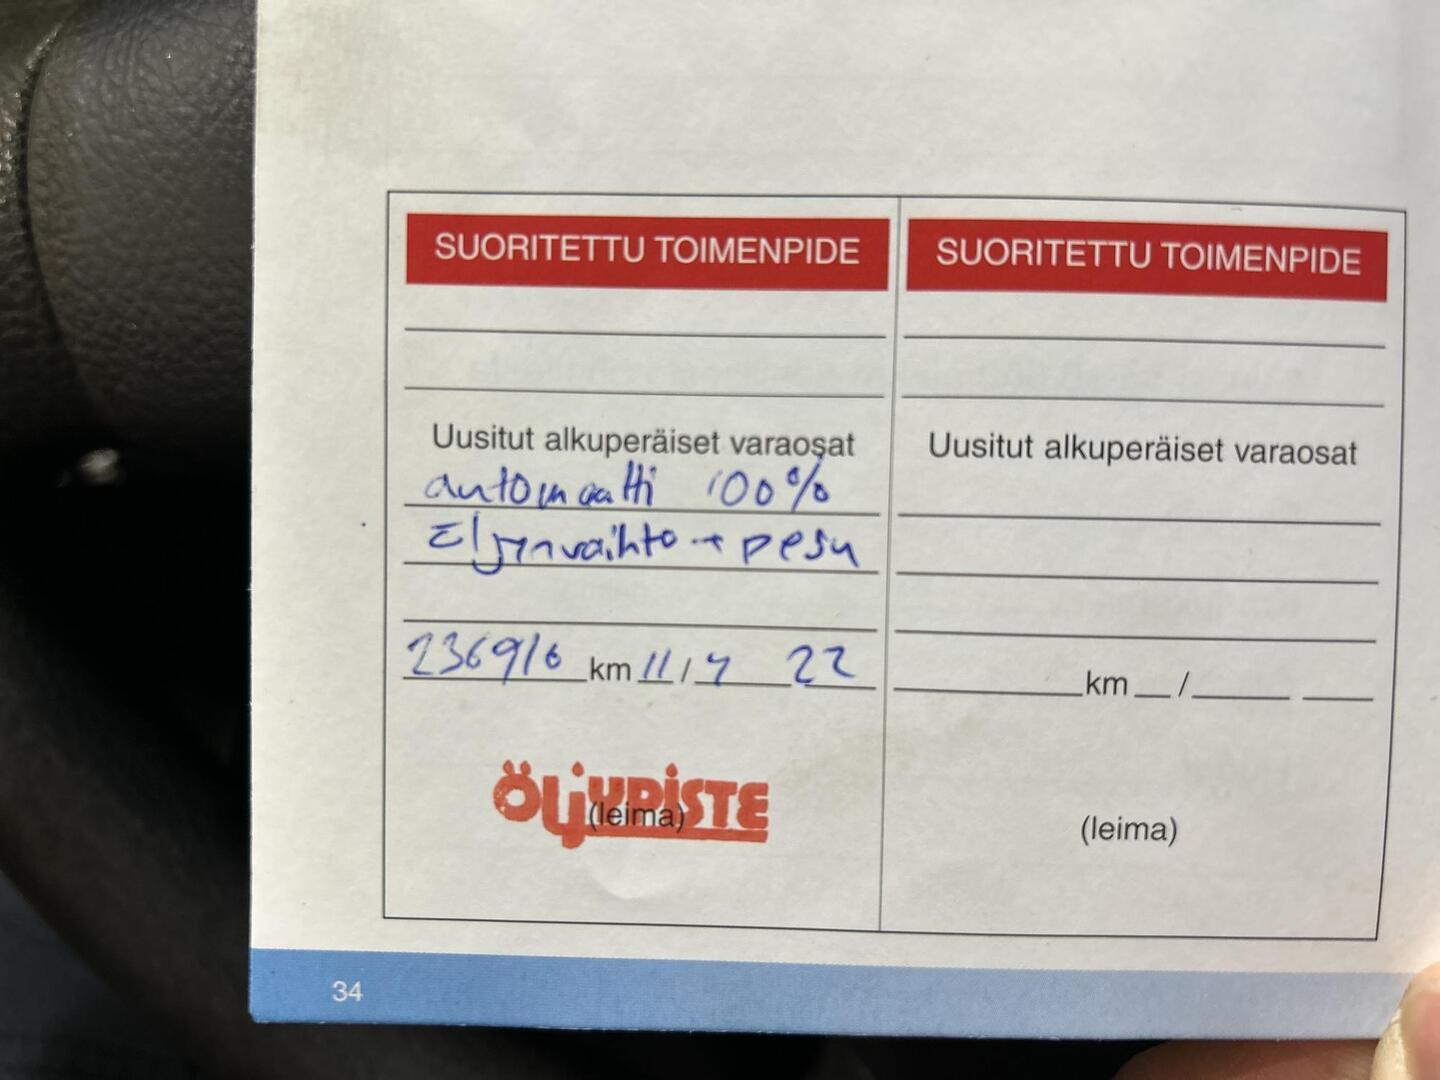 SUORITETTU TOIMENPIDE
Uusitut alkuperäiset varaosat
automaatti 100%
öljynvaihto + pesu
236916 km 11/4 22
ÖLJYPISTE
(leima)
SUORITETTU TOIMENPIDE
Uusitut alkuperäiset varaosat
km /
(leima)
34